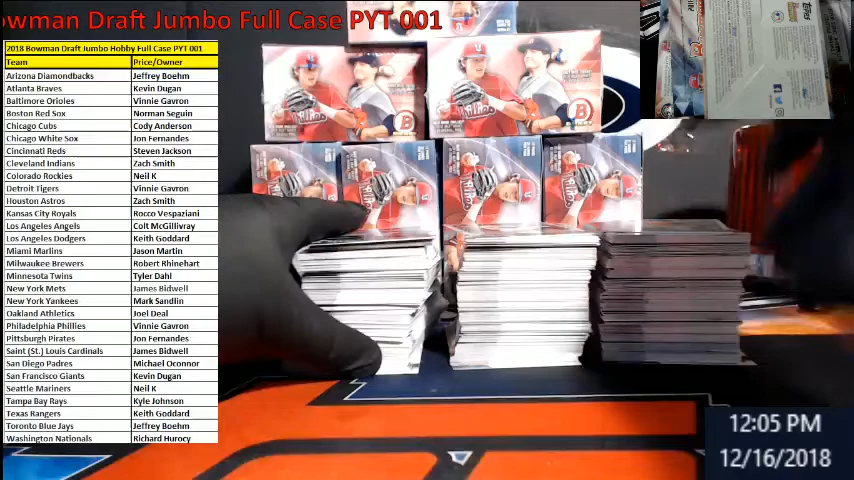 owman Draft Jumbo Full Case PYT 001
2018 Bowman Draft Jumbo Hobby Full Case PYT 001
Team Price/Owner
Arizona Diamondbacks Jeffrey Boehm
Atlanta Braves Kevin Dugan
Baltimore Orioles Vinnie Gavron
Boston Red Sox Norman Seguin
Chicago Cubs Cody Anderson
Chicago White Sox Jon Fernandes
Cincinnati Reds Steven Jackson
Cleveland Indians Zach Smith
Colorado Rockies Neil K
Detroit Tigers Vinnie Gavron
Houston Astros Zach Smith
Kansas City Royals Rocco Vespaziani
Los Angeles Angels Colt McGillivray
Los Angeles Dodgers Keith Goddard
Miami Marlins Jason Martin
Milwaukee Brewers Robert Rhinehart
Minnesota Twins Tyler Dahl
New York Mets James Bidwell
New York Yankees Mark Sandlin
Oakland Athletics Joel Deal
Philadelphia Phillies Vinnie Gavron
Pittsburgh Pirates Jon Fernandes
Saint (St.) Louis Cardinals James Bidwell
San Diego Padres Michael Oconnor
San Francisco Giants Kevin Dugan
Seattle Mariners Neil K
Tampa Bay Rays Kyle Johnson
Texas Rangers Keith Goddard
Toronto Blue Jays Jeffrey Boehm
Washington Nationals Richard Hurocy
Phillies
Phillies
B
B
topps
12:05 PM
12/16/2018